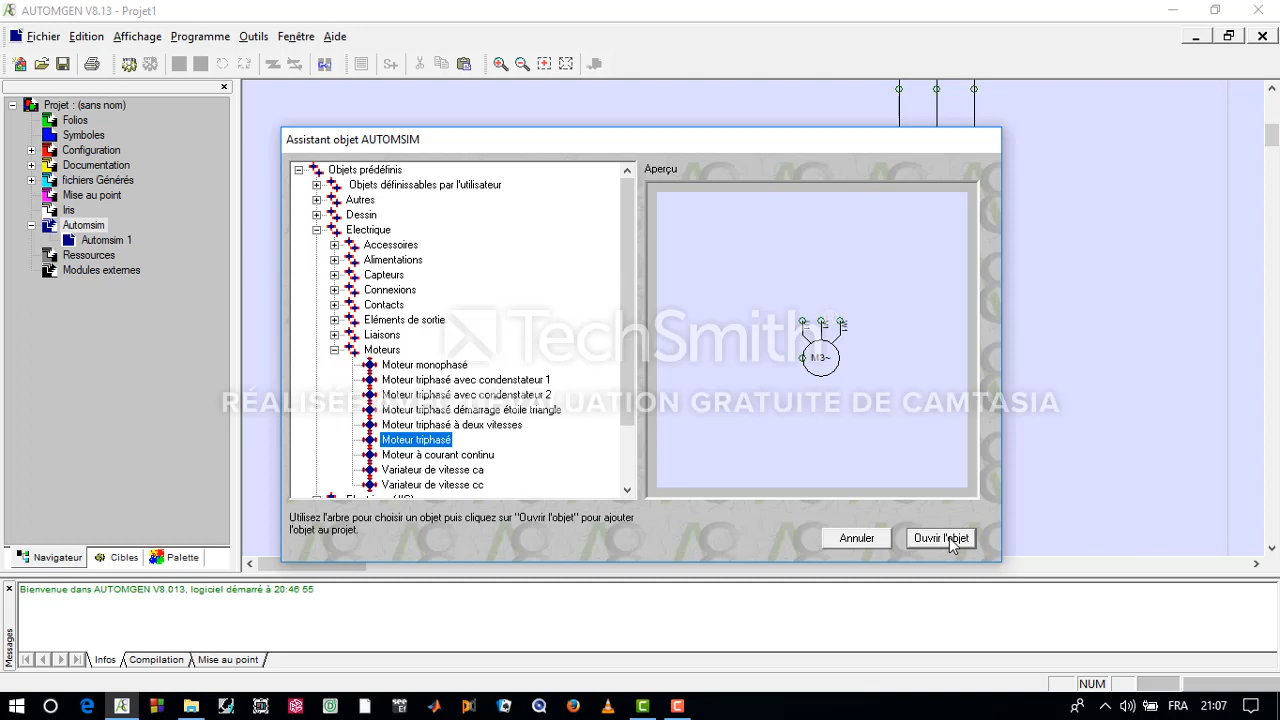 AUTOMGEN V8.13 - Projet1
Fichier Edition Affichage Programme Outils Fenêtre Aide
S+
Projet : (sans nom)
Folios
Symboles
Configuration
Documentation
fichiers Générés
Mise au point
Iris
Automsim
Automsim 1
Ressources
Modules externes
Navigateur Cibles Palette
Assistant objet AUTOMSIM
Objets prédéfinis
Objets définissables par l'utilisateur
Autres
Dessin
Electrique
Accessoires
Alimentations
Capteurs
Connexions
Contacts
Eléments de sortie
Liaisons
Moteurs
Moteur monophasé
Moteur triphasé avec condenstateur 1
Moteur triphasé avec condenstateur 2
Moteur triphasé démarrage étoile triangle
Moteur triphasé à deux vitesses
Moteur triphasé
Moteur à courant continu
Variateur de vitesse ca
Variateur de vitesse cc
Aperçu
M3~
TechSmith
RÉALISÉ AVEC L'ÉVALUATION GRATUITE DE CAMTASIA
Utilisez l'arbre pour choisir un objet puis cliquez sur "Ouvrir l'objet" pour ajouter
l'objet au projet.
Annuler Ouvrir l'objet
Messages
Bienvenue dans AUTOMGEN V8.013, logiciel démarré à 20:46 55
Infos Compilation Mise au point
NUM
FRA 21:07